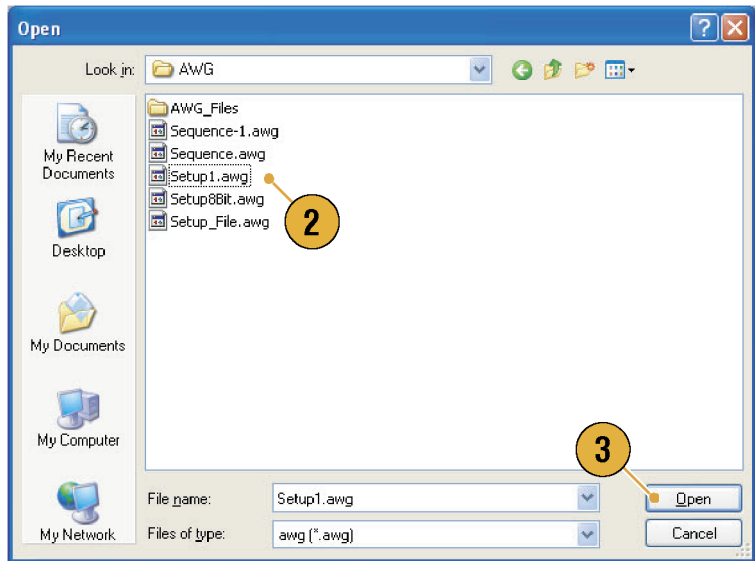 Open
Look in:
AWG
My Recent
Documents
Desktop
My Documents
My Computer
My Network
AWG_Files
Sequence-1.awg
Sequence.awg
Setup1.awg
Setup8Bit.awg
Setup_File.awg
2
3
File name:
Setup1.awg
Open
Files of type:
awg (*.awg)
Cancel